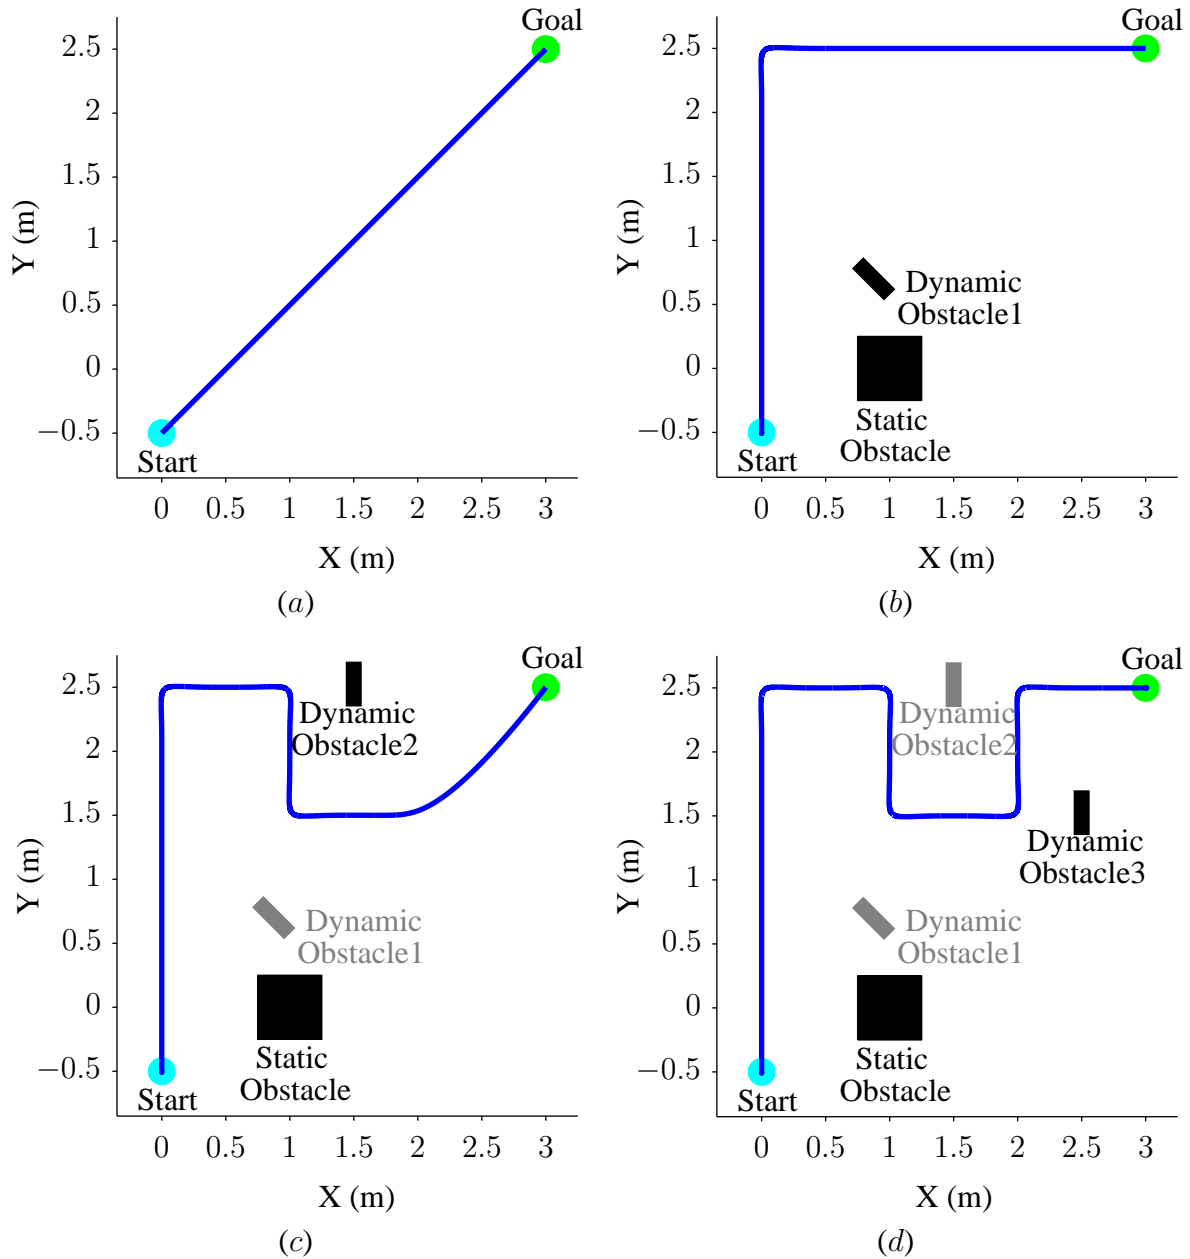 Goal
2.5
2
1.5
1
0.5
0
−0.5
Y (m)
Start
0 0.5 1 1.5 2 2.5 3
X (m)
(a)
Goal
2.5
2
1.5
1
0.5
0
−0.5
Y (m)
Dynamic
Obstacle1
Static
Obstacle
Start
0 0.5 1 1.5 2 2.5 3
X (m)
(b)
Goal
2.5
2
1.5
1
0.5
0
−0.5
Y (m)
Dynamic
Obstacle2
Dynamic
Obstacle1
Static
Obstacle
Start
0 0.5 1 1.5 2 2.5 3
X (m)
(c)
Goal
2.5
2
1.5
1
0.5
0
−0.5
Y (m)
Dynamic
Obstacle2
Dynamic
Obstacle3
Dynamic
Obstacle1
Static
Obstacle
Start
0 0.5 1 1.5 2 2.5 3
X (m)
(d)